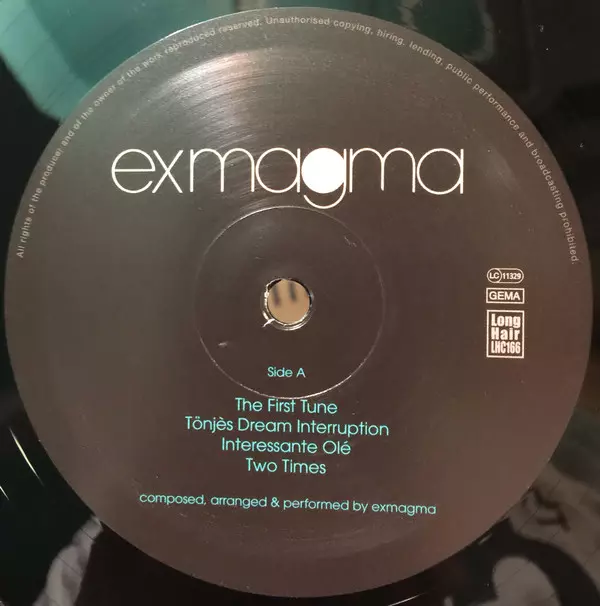 All rights of the producer and of the owner of the work reproduced reserved. Unauthorised copying, hiring, lending, public performance and broadcasting prohibited.
exmagma
LC 11329
GEMA
Long
Hair
LHC166
Side A
The First Tune
Tönjès Dream Interruption
Interessante Olé
Two Times
composed, arranged & performed by exmagma